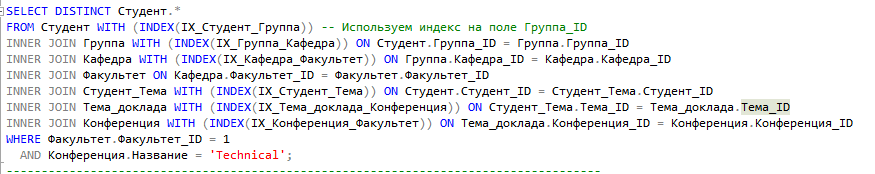 SELECT DISTINCT Студент.*
FROM Студент WITH (INDEX(IX_Студент_Группа)) -- Используем индекс на поле Группа_ID
INNER JOIN Группа WITH (INDEX(IX_Группа_Кафедра)) ON Студент.Группа_ID = Группа.Группа_ID
INNER JOIN Кафедра WITH (INDEX(IX_Кафедра_Факультет)) ON Группа.Кафедра_ID = Кафедра.Кафедра_ID
INNER JOIN Факультет ON Кафедра.Факультет_ID = Факультет.Факультет_ID
INNER JOIN Студент_Тема WITH (INDEX(IX_Студент_Тема)) ON Студент.Студент_ID = Студент_Тема.Студент_ID
INNER JOIN Тема_доклада WITH (INDEX(IX_Тема_доклада_Конференция)) ON Студент_Тема.Тема_ID = Тема_доклада.Тема_ID
INNER JOIN Конференция WITH (INDEX(IX_Конференция_Факультет)) ON Тема_доклада.Конференция_ID = Конференция.Конференция_ID
WHERE Факультет.Факультет_ID = 1
  AND Конференция.Название = 'Technical';
--------------------------------------------------------------------------------------